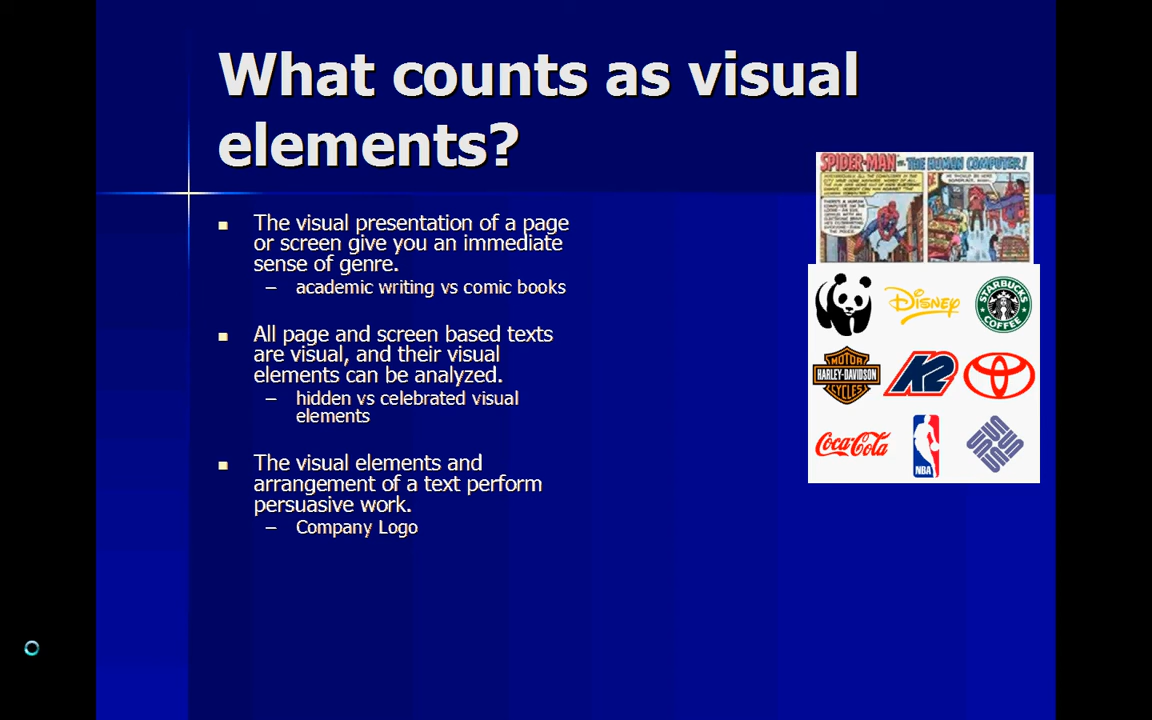 What counts as visual
elements?
The visual presentation of a page
or screen give you an immediate
sense of genre.
– academic writing vs comic books
All page and screen based texts
are visual, and their visual
elements can be analyzed.
– hidden vs celebrated visual
elements
The visual elements and
arrangement of a text perform
persuasive work.
– Company Logo
SPIDER-MAN vs. THE HUMAN COMPUTER!
DISNEY
STARBUCKS
COFFEE
MOTOR
HARLEY-DAVIDSON
CYCLES
K2
Coca-Cola
NBA